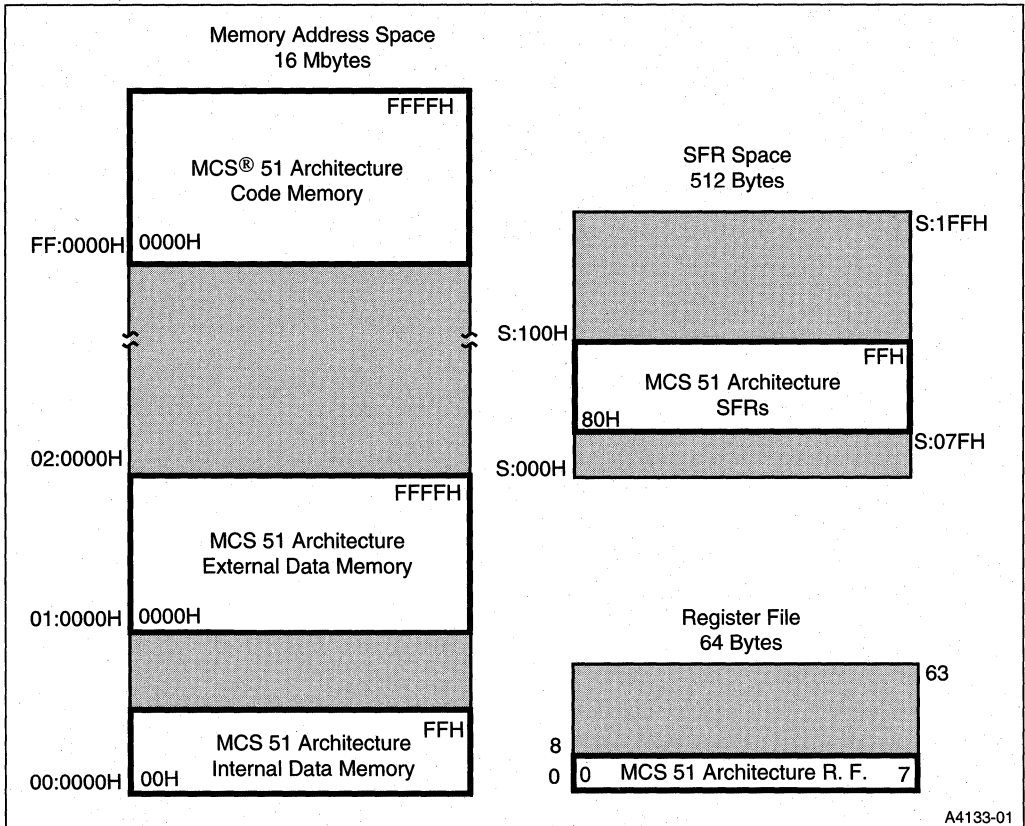 Memory Address Space
16 Mbytes
FFFFH
MCS® 51 Architecture
Code Memory
FF:0000H
0000H
02:0000H
FFFFH
MCS 51 Architecture
External Data Memory
01:0000H
0000H
FFH
MCS 51 Architecture
Internal Data Memory
00:0000H
00H
SFR Space
512 Bytes
S:1FFH
S:100H
FFH
MCS 51 Architecture
SFRs
80H
S:07FH
S:000H
Register File
64 Bytes
63
8
0
0 MCS 51 Architecture R. F. 7
A4133-01